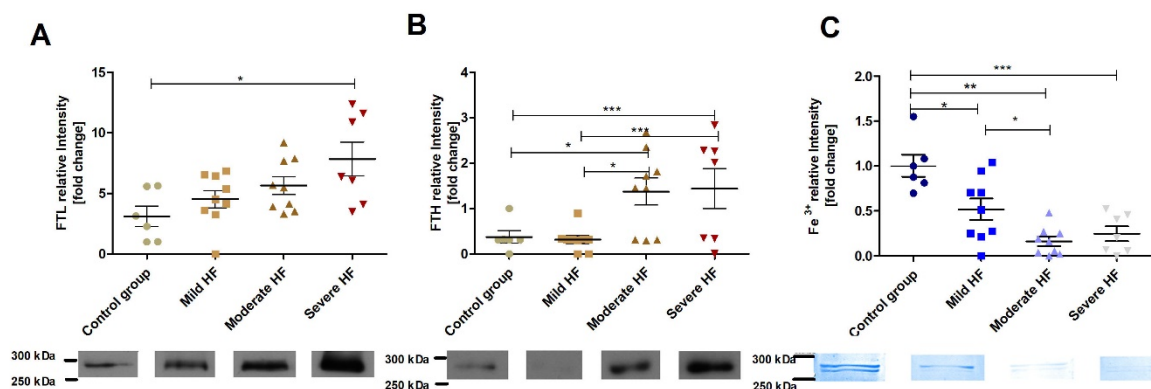 A
FTL relative Intensity
[fold change]
15
10
5
0
*
Control group
Mild HF
Moderate HF
Severe HF
300 kDa
250 kDa
B
FTH relative Intensity
[fold change]
4
3
2
1
0
***
***
*
*
Control group
Mild HF
Moderate HF
Severe HF
300 kDa
250 kDa
C
Fe 3+ relative Intensity
[fold change]
2.0
1.5
1.0
0.5
0.0
***
**
*
*
Control group
Mild HF
Moderate HF
Severe HF
300 kDa
250 kDa